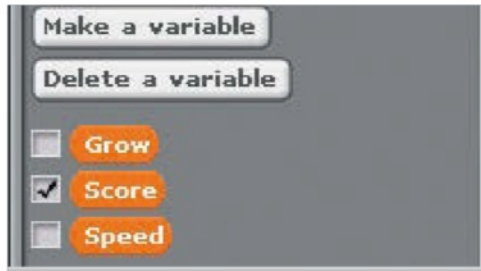 Make a variable
Delete a variable
Grow
Score
Speed